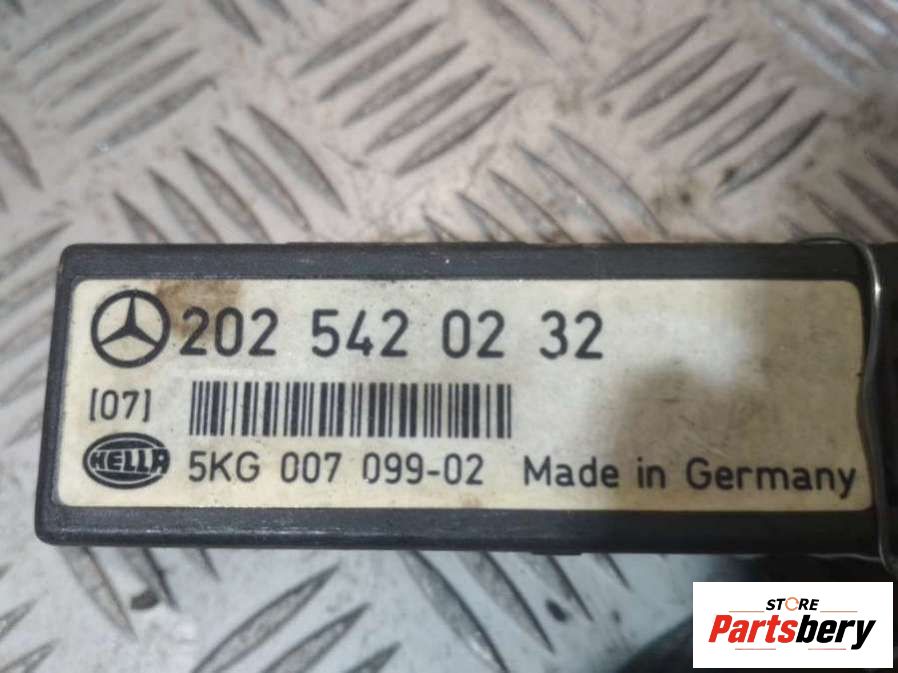 202 542 02 32
[07]
HELLA 5KG 007 099-02 Made in Germany
STORE
Partsbery